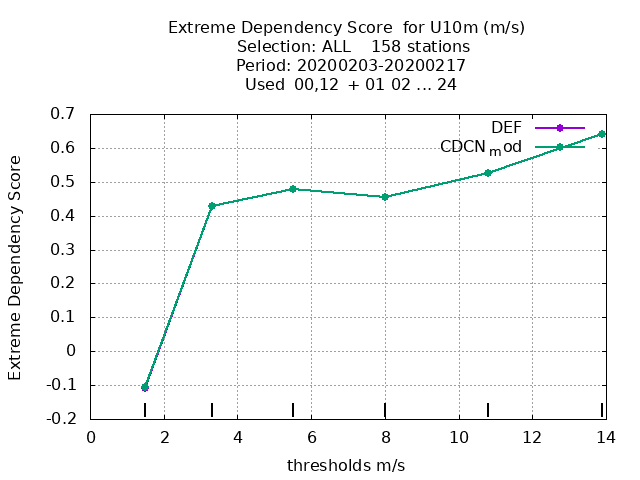 Extreme Dependency Score  for U10m (m/s)
Selection: ALL    158 stations
Period: 20200203-20200217
Used  00,12  + 01 02 ... 24
DEF
CDCN_mod
Extreme Dependency Score
0.7
0.6
0.5
0.4
0.3
0.2
0.1
0
-0.1
-0.2
0 2 4 6 8 10 12 14
thresholds m/s